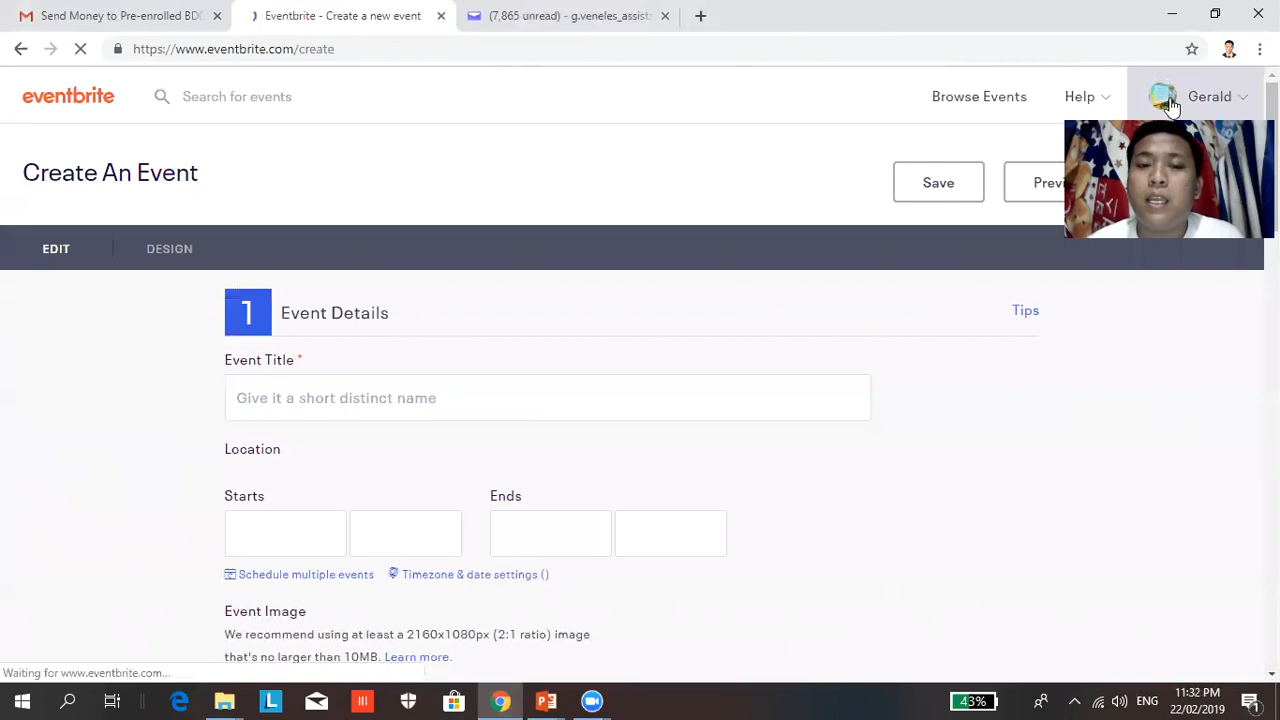 Send Money to Pre-enrolled BDO
Eventbrite - Create a new event
(7,865 unread) - g.veneles_assist
https://www.eventbrite.com/create
eventbrite
Search for events
Browse Events
Help
Gerald
Create An Event
Save
Previ
EDIT
DESIGN
1
Event Details
Tips
Event Title *
Give it a short distinct name
Location
Starts
Ends
Schedule multiple events
Timezone & date settings ()
Event Image
We recommend using at least a 2160x1080px (2:1 ratio) image
that's no larger than 10MB. Learn more.
Waiting for www.eventbrite.com...
43%
ENG
11:32 PM
22/02/2019